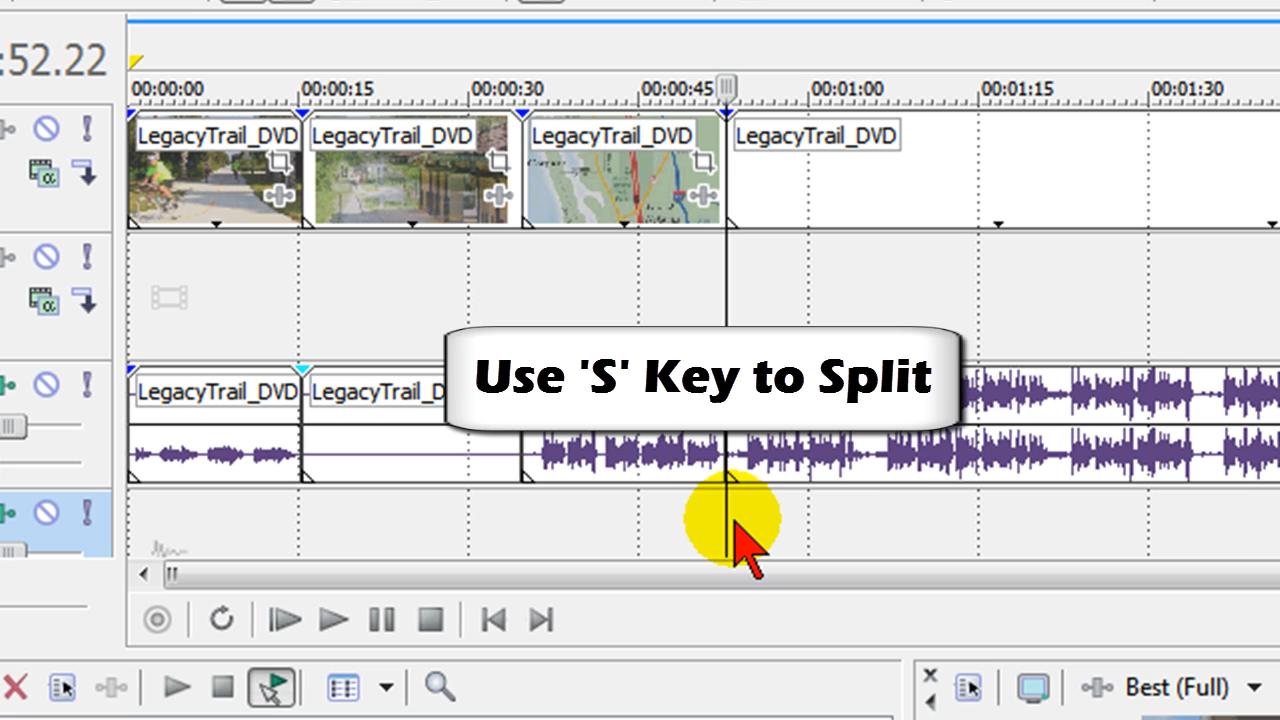 :52.22
00:00:00 00:00:15 00:00:30 00:00:45 00:01:00 00:01:15 00:01:30
LegacyTrail_DVD LegacyTrail_DVD LegacyTrail_DVD LegacyTrail_DVD
α
α
LegacyTrail_DVD LegacyTrail_D
Use 'S' Key to Split
Best (Full)